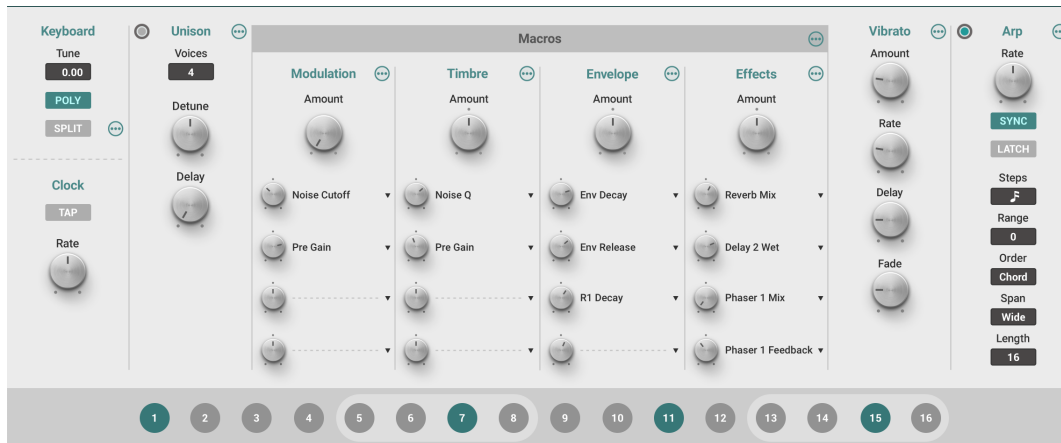 Keyboard
Tune
0.00
POLY
SPLIT
Clock
TAP
Rate
Unison
Voices
4
Detune
Delay
Macros
Modulation
Amount
Noise Cutoff
Pre Gain
Timbre
Amount
Noise Q
Pre Gain
Envelope
Amount
Env Decay
Env Release
R1 Decay
Effects
Amount
Reverb Mix
Delay 2 Wet
Phaser 1 Mix
Phaser 1 Feedback
Vibrato
Amount
Rate
Delay
Fade
Arp
Rate
SYNC
LATCH
Steps
Range
0
Order
Chord
Span
Wide
Length
16
1 2 3 4 5 6 7 8 9 10 11 12 13 14 15 16